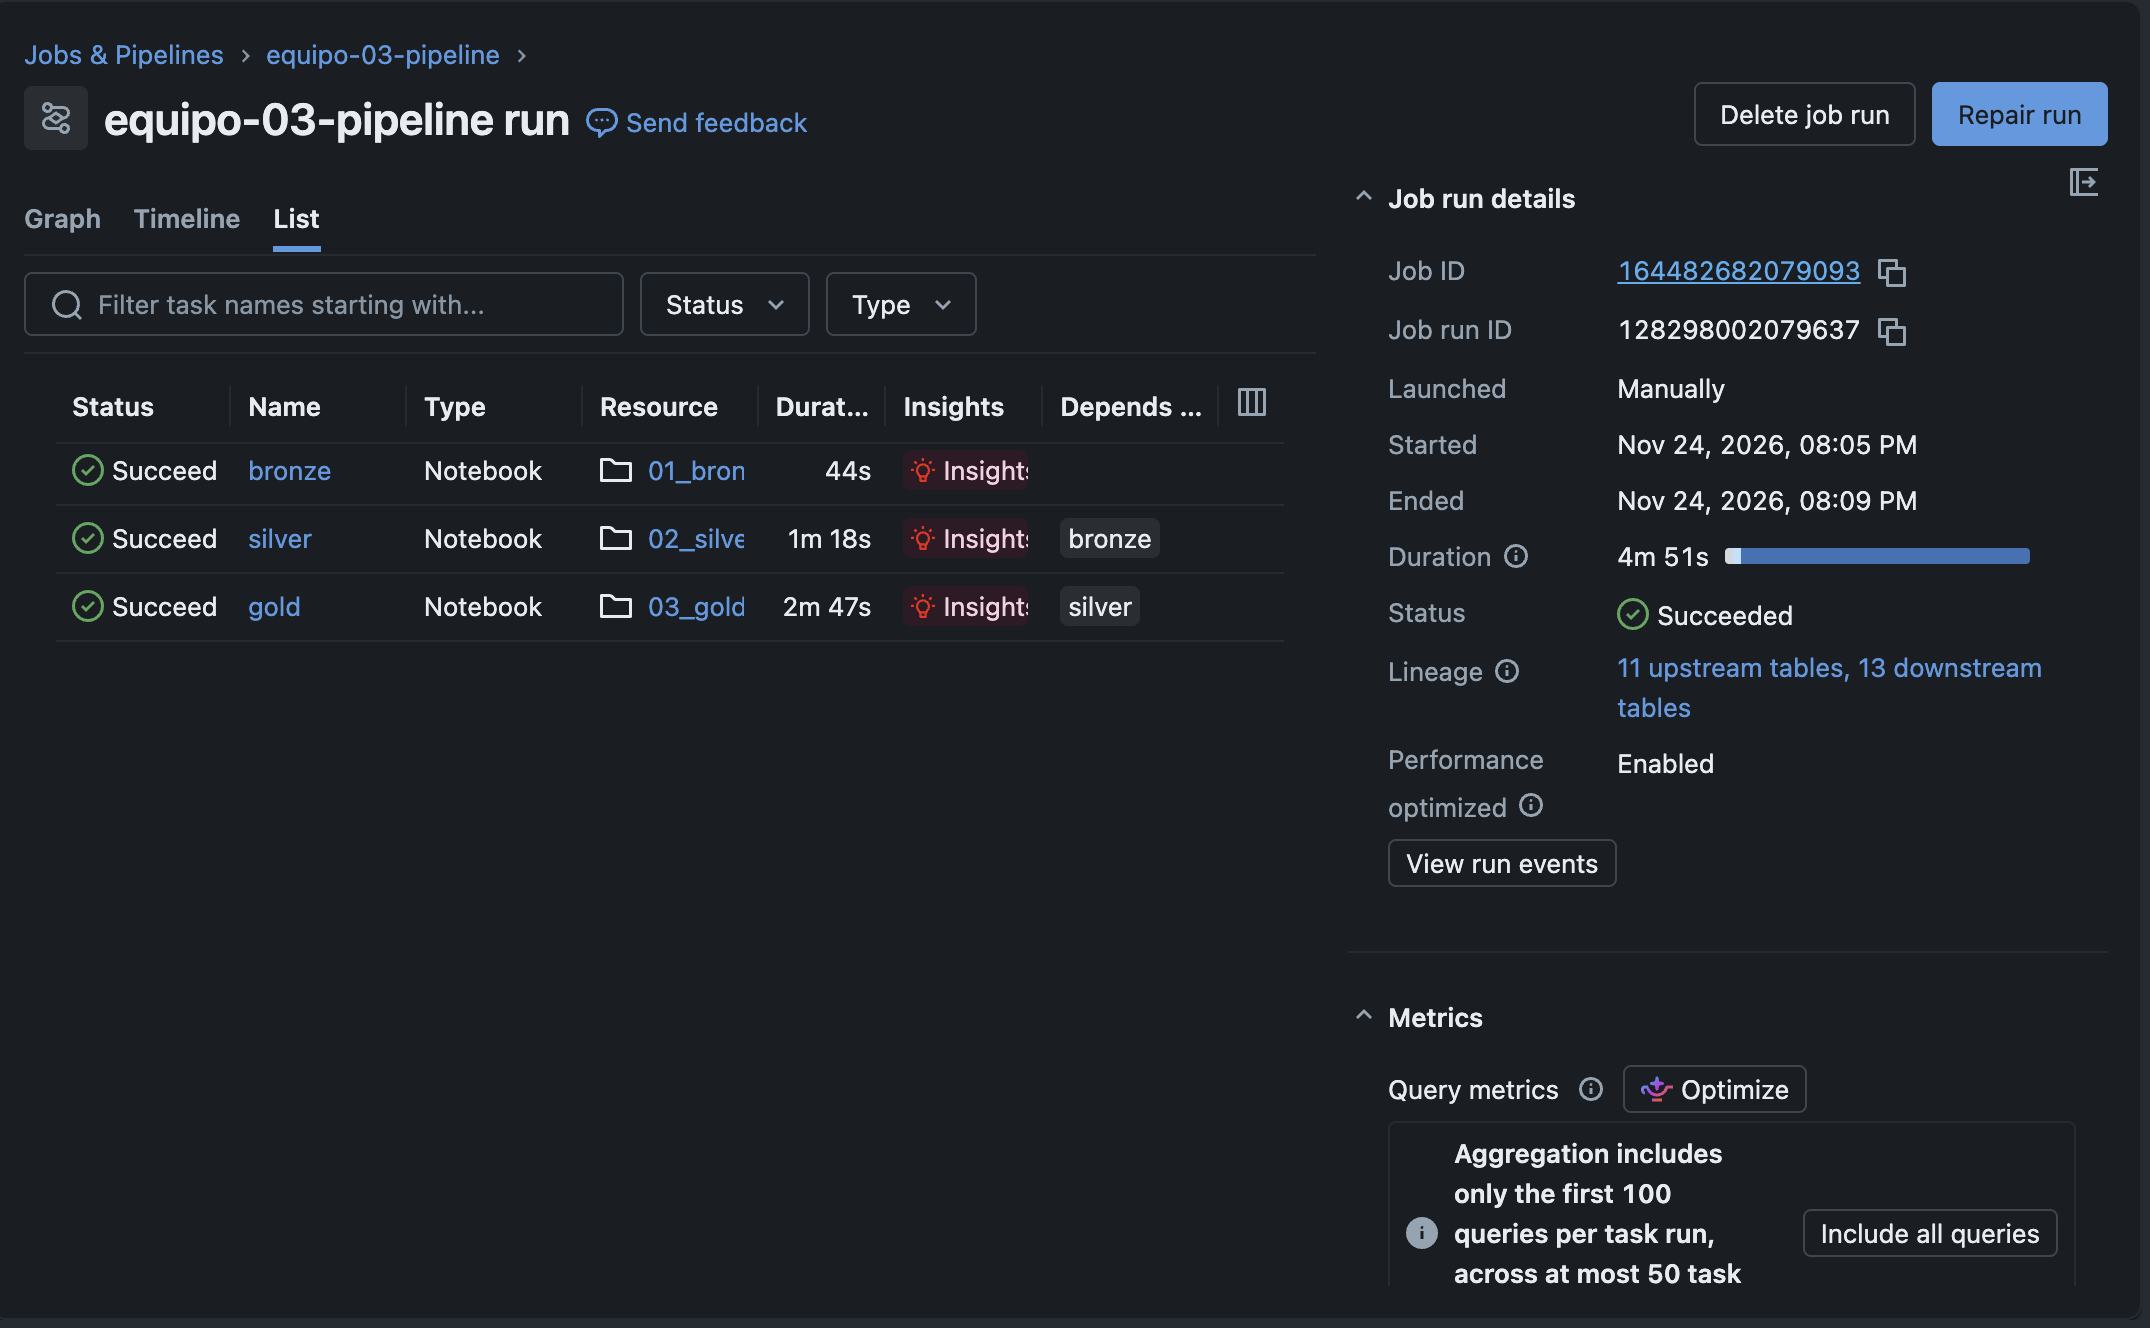 Jobs & Pipelines › equipo-03-pipeline ›
equipo-03-pipeline run Send feedback
Delete job run Repair run
Graph Timeline List
Filter task names starting with... Status Type
Status Name Type Resource Durat... Insights Depends ...
Succeed bronze Notebook 01_bron 44s Insights
Succeed silver Notebook 02_silve 1m 18s Insights bronze
Succeed gold Notebook 03_gold 2m 47s Insights silver
Job run details
Job ID 164482682079093
Job run ID 128298002079637
Launched Manually
Started Nov 24, 2026, 08:05 PM
Ended Nov 24, 2026, 08:09 PM
Duration 4m 51s
Status Succeeded
Lineage 11 upstream tables, 13 downstream
tables
Performance
optimized Enabled
View run events
Metrics
Query metrics Optimize
Aggregation includes
only the first 100
queries per task run,
across at most 50 task
Include all queries